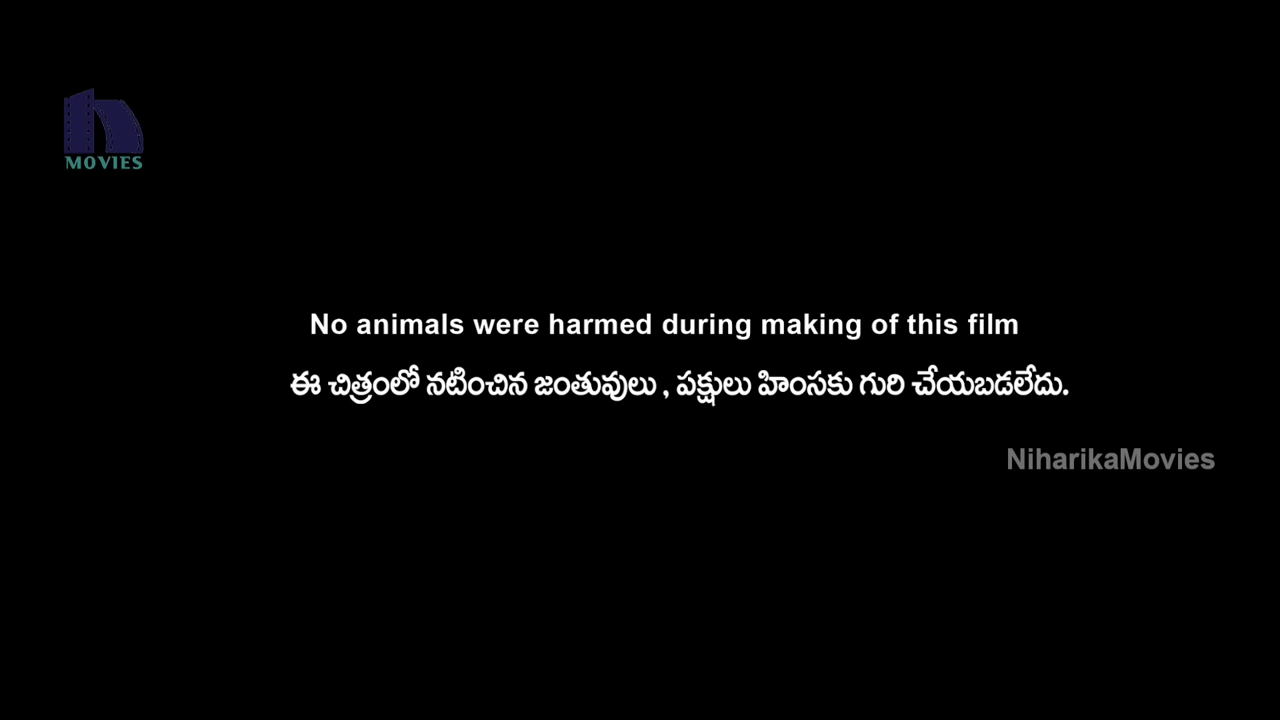 MOVIES
No animals were harmed during making of this film
ఈ చిత్రంలో నటించిన జంతువులు , పక్షులు హింసకు గురి చేయబడలేదు.
NiharikaMovies